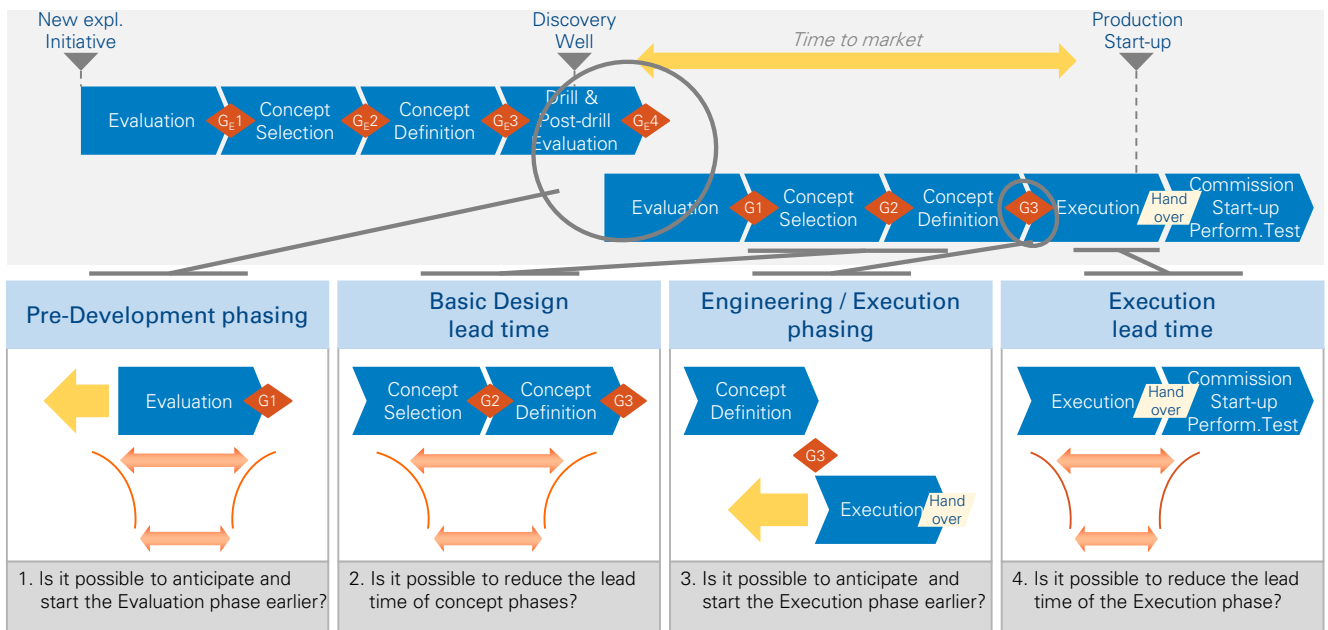 New expl.
Initiative
Discovery
Well
Time to market
Production
Start-up
Evaluation
GE1
Concept
Selection
GE2
Concept
Definition
GE3
Drill &
Post-drill
Evaluation
GE4
Evaluation
G1
Concept
Selection
G2
Concept
Definition
G3
Execution
Hand
over
Commission
Start-up
Perform.Test
Pre-Development phasing
Evaluation
G1
1. Is it possible to anticipate and
start the Evaluation phase earlier?
Basic Design
lead time
Concept
Selection
G2
Concept
Definition
G3
2. Is it possible to reduce the lead
time of concept phases?
Engineering / Execution
phasing
Concept
Definition
G3
Execution
Hand
over
3. Is it possible to anticipate and
start the Execution phase earlier?
Execution
lead time
Execution
Hand
over
Commission
Start-up
Perform.Test
4. Is it possible to reduce the lead
time of the Execution phase?